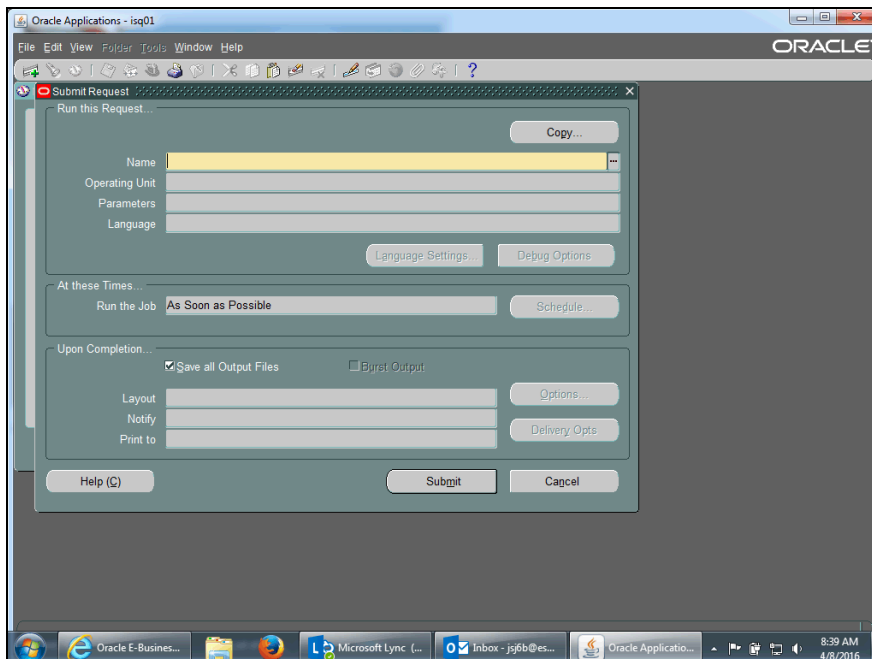 Oracle Applications - isq01
File Edit View Folder Tools Window Help
ORACLE
?
Submit Request
Run this Request...
Copy...
Name
Operating Unit
Parameters
Language
Language Settings...
Debug Options
At these Times...
Run the Job As Soon as Possible
Schedule...
Upon Completion...
Save all Output Files
Burst Output
Layout
Options...
Notify
Print to
Delivery Opts
Help (C)
Submit
Cancel
Oracle E-Busines...
Microsoft Lync (...
Inbox - jsj6b@es...
Oracle Applicatio...
8:39 AM
4/8/2016